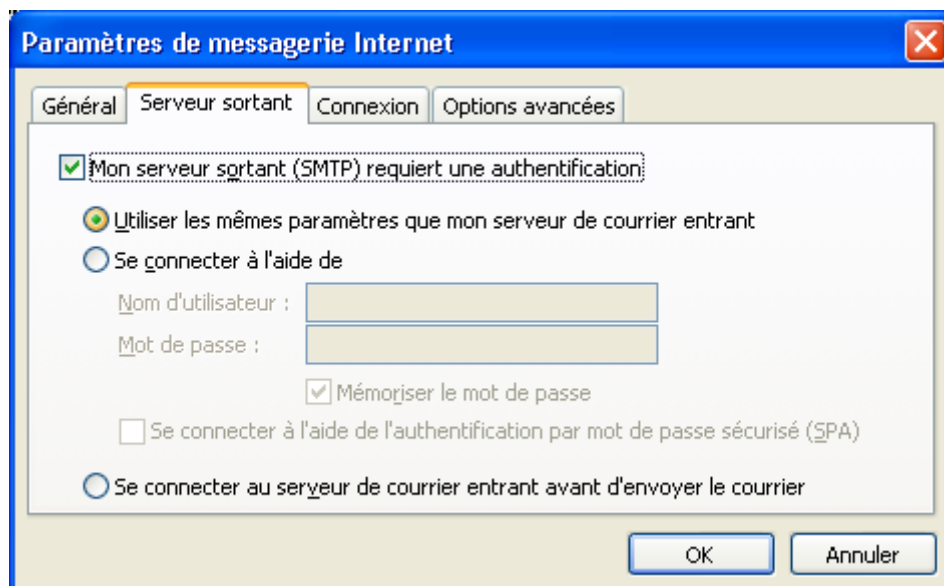 Paramètres de messagerie Internet
Général Serveur sortant Connexion Options avancées
Mon serveur sortant (SMTP) requiert une authentification
Utiliser les mêmes paramètres que mon serveur de courrier entrant
Se connecter à l'aide de
Nom d'utilisateur :
Mot de passe :
Mémoriser le mot de passe
Se connecter à l'aide de l'authentification par mot de passe sécurisé (SPA)
Se connecter au serveur de courrier entrant avant d'envoyer le courrier
OK Annuler